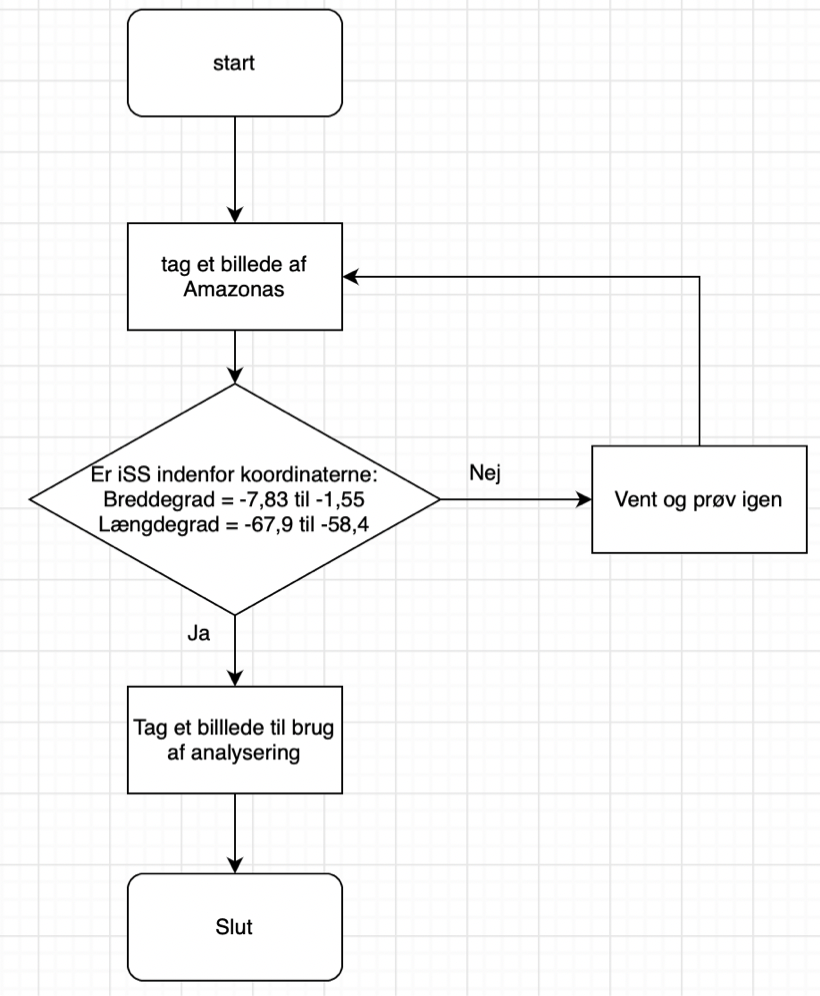 start
tag et billede af
Amazonas
Er iSS indenfor koordinaterne:
Breddegrad = -7,83 til -1,55
Længdegrad = -67,9 til -58,4
Nej
Vent og prøv igen
Ja
Tag et billlede til brug
af analysering
Slut